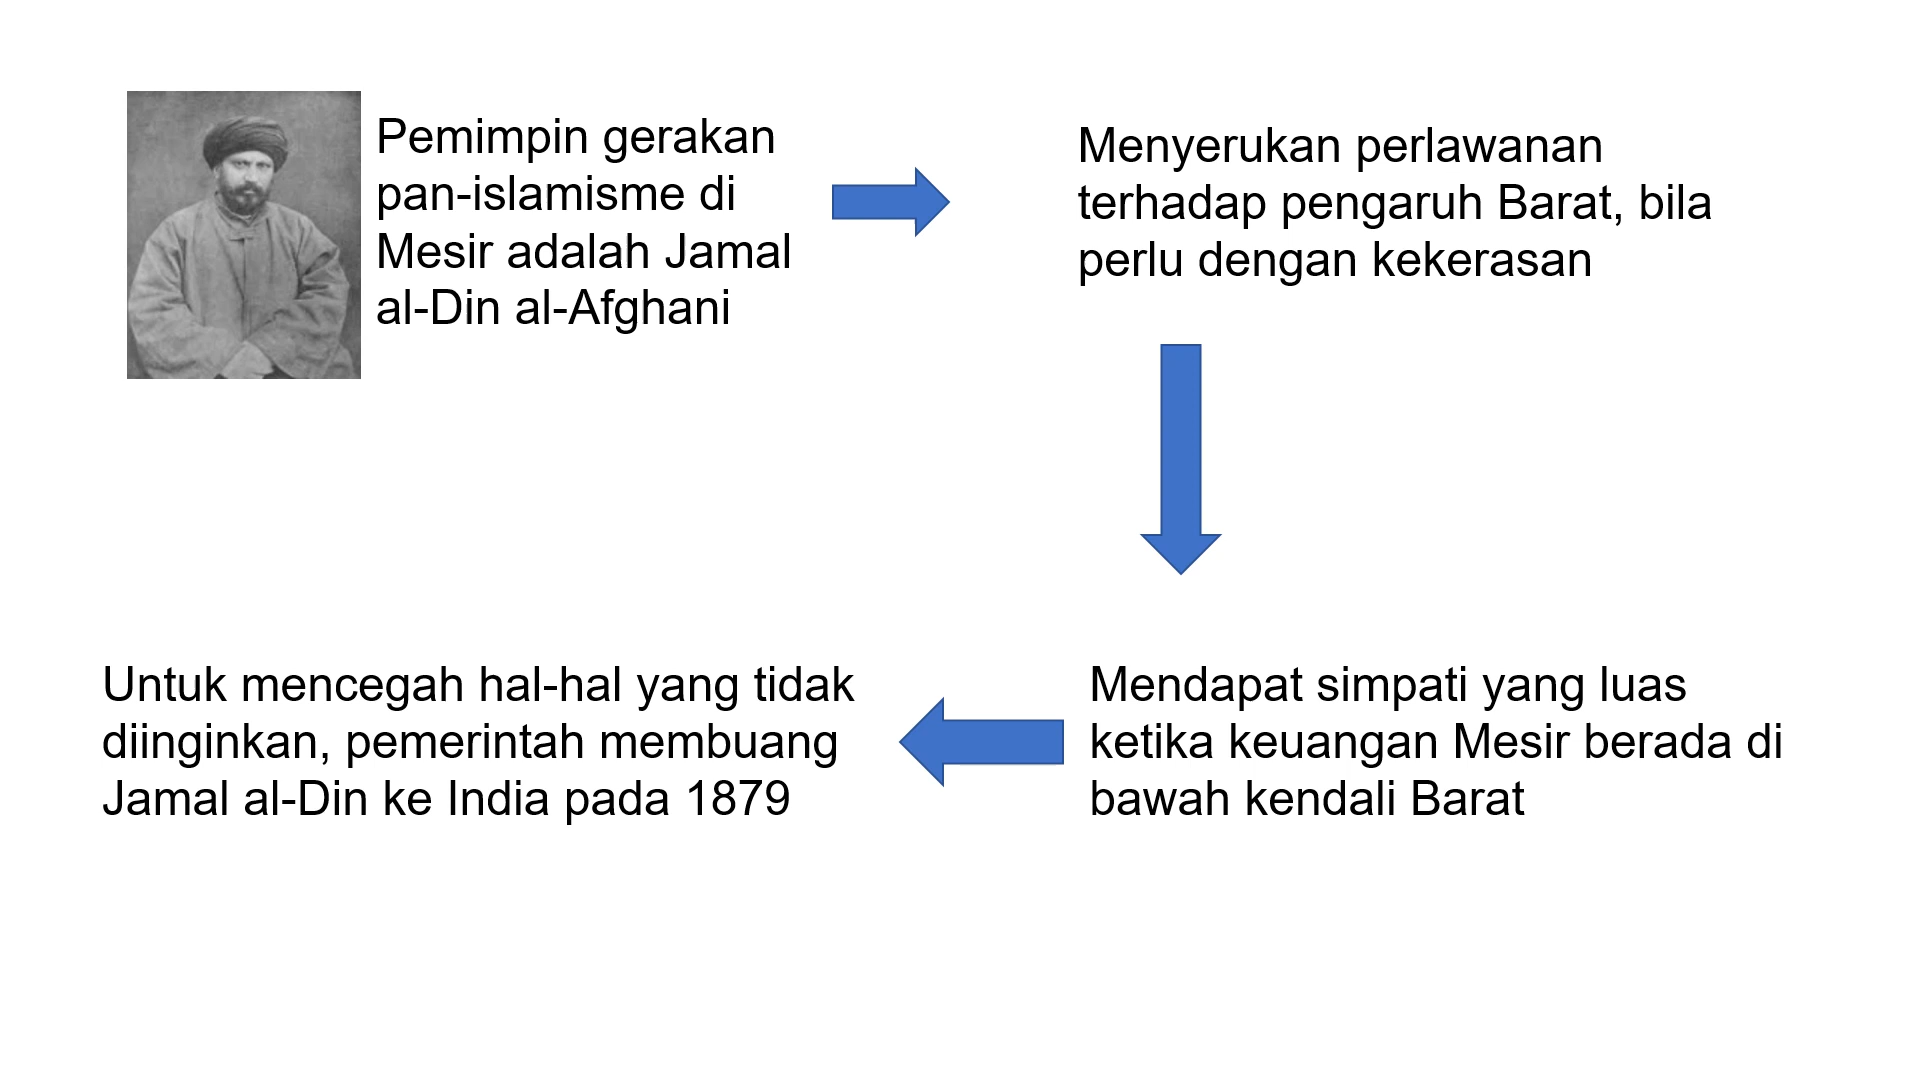 Pemimpin gerakan
pan-islamisme di
Mesir adalah Jamal
al-Din al-Afghani
Menyerukan perlawanan
terhadap pengaruh Barat, bila
perlu dengan kekerasan
Mendapat simpati yang luas
ketika keuangan Mesir berada di
bawah kendali Barat
Untuk mencegah hal-hal yang tidak
diinginkan, pemerintah membuang
Jamal al-Din ke India pada 1879